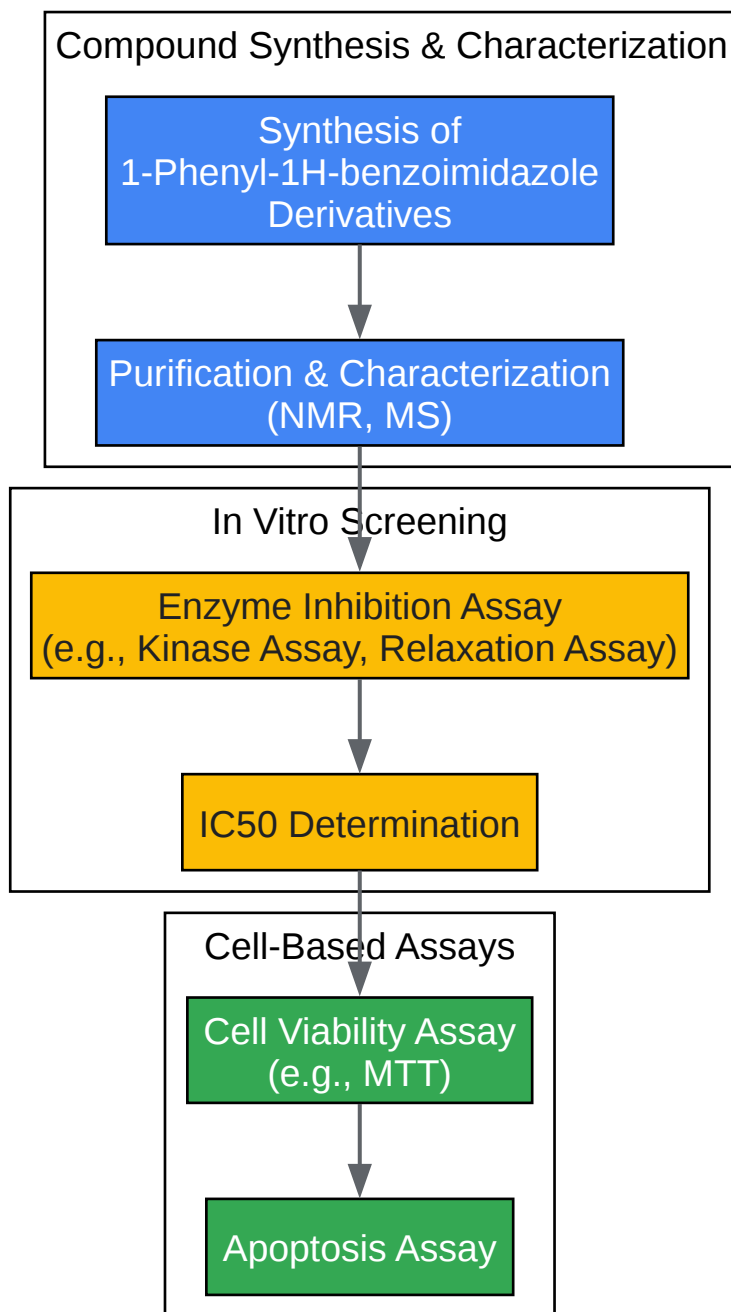 Compound Synthesis & Characterization
Synthesis of
1-Phenyl-1H-benzoimidazole
Derivatives
Purification & Characterization
(NMR, MS)
In Vitro Screening
Enzyme Inhibition Assay
(e.g., Kinase Assay, Relaxation Assay)
IC50 Determination
Cell-Based Assays
Cell Viability Assay
(e.g., MTT)
Apoptosis Assay